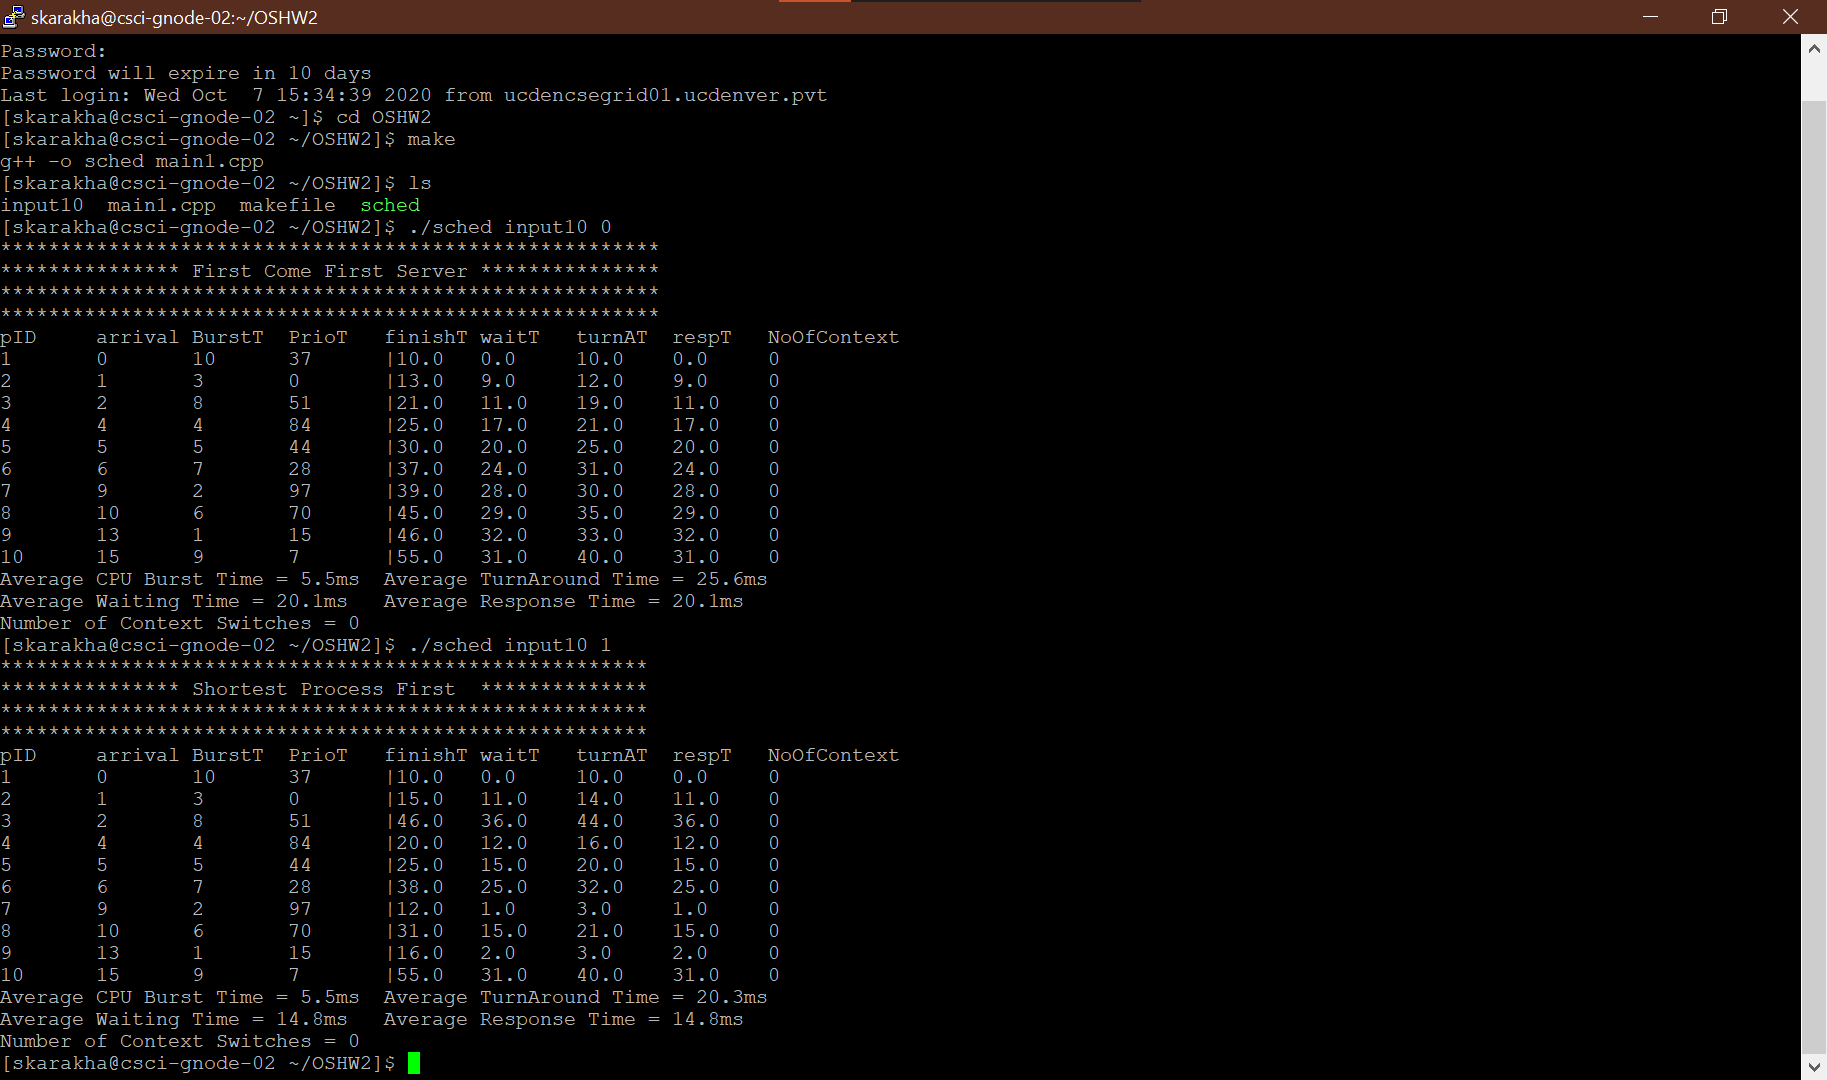 skarakha@csci-gnode-02:~/OSHW2
Password:
Password will expire in 10 days
Last login: Wed Oct  7 15:34:39 2020 from ucdencsegrid01.ucdenver.pvt
[skarakha@csci-gnode-02 ~]$ cd OSHW2
[skarakha@csci-gnode-02 ~/OSHW2]$ make
g++ -o sched main1.cpp
[skarakha@csci-gnode-02 ~/OSHW2]$ ls
input10  main1.cpp  makefile  sched
[skarakha@csci-gnode-02 ~/OSHW2]$ ./sched input10 0
*******************************************************
*************** First Come First Server ***************
*******************************************************
*******************************************************
pID     arrival BurstT  PrioT   finishT waitT   turnAT  respT   NoOfContext
1       0       10      37      |10.0   0.0     10.0    0.0     0
2       1       3       0       |13.0   9.0     12.0    9.0     0
3       2       8       51      |21.0   11.0    19.0    11.0    0
4       4       4       84      |25.0   17.0    21.0    17.0    0
5       5       5       44      |30.0   20.0    25.0    20.0    0
6       6       7       28      |37.0   24.0    31.0    24.0    0
7       9       2       97      |39.0   28.0    30.0    28.0    0
8       10      6       70      |45.0   29.0    35.0    29.0    0
9       13      1       15      |46.0   32.0    33.0    32.0    0
10      15      9       7       |55.0   31.0    40.0    31.0    0
Average CPU Burst Time = 5.5ms  Average TurnAround Time = 25.6ms
Average Waiting Time = 20.1ms   Average Response Time = 20.1ms
Number of Context Switches = 0
[skarakha@csci-gnode-02 ~/OSHW2]$ ./sched input10 1
******************************************************
*************** Shortest Process First  **************
******************************************************
******************************************************
pID     arrival BurstT  PrioT   finishT waitT   turnAT  respT   NoOfContext
1       0       10      37      |10.0   0.0     10.0    0.0     0
2       1       3       0       |15.0   11.0    14.0    11.0    0
3       2       8       51      |46.0   36.0    44.0    36.0    0
4       4       4       84      |20.0   12.0    16.0    12.0    0
5       5       5       44      |25.0   15.0    20.0    15.0    0
6       6       7       28      |38.0   25.0    32.0    25.0    0
7       9       2       97      |12.0   1.0     3.0     1.0     0
8       10      6       70      |31.0   15.0    21.0    15.0    0
9       13      1       15      |16.0   2.0     3.0     2.0     0
10      15      9       7       |55.0   31.0    40.0    31.0    0
Average CPU Burst Time = 5.5ms  Average TurnAround Time = 20.3ms
Average Waiting Time = 14.8ms   Average Response Time = 14.8ms
Number of Context Switches = 0
[skarakha@csci-gnode-02 ~/OSHW2]$